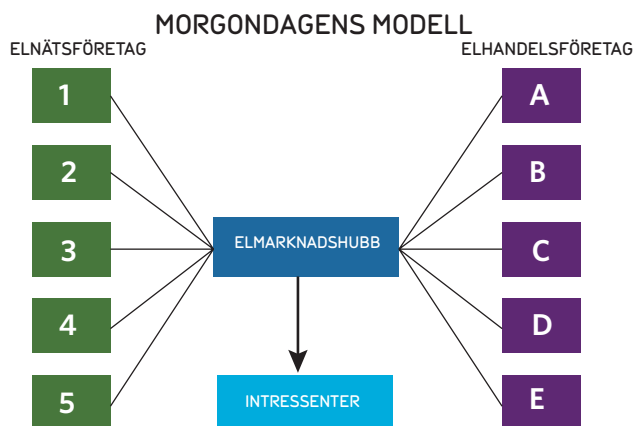 MORGONDAGENS MODELL
ELNÄTSFÖRETAG
ELHANDELSFÖRETAG
1
A
2
B
3
ELMARKNADSHUBB
C
4
D
5
INTRESSENTER
E